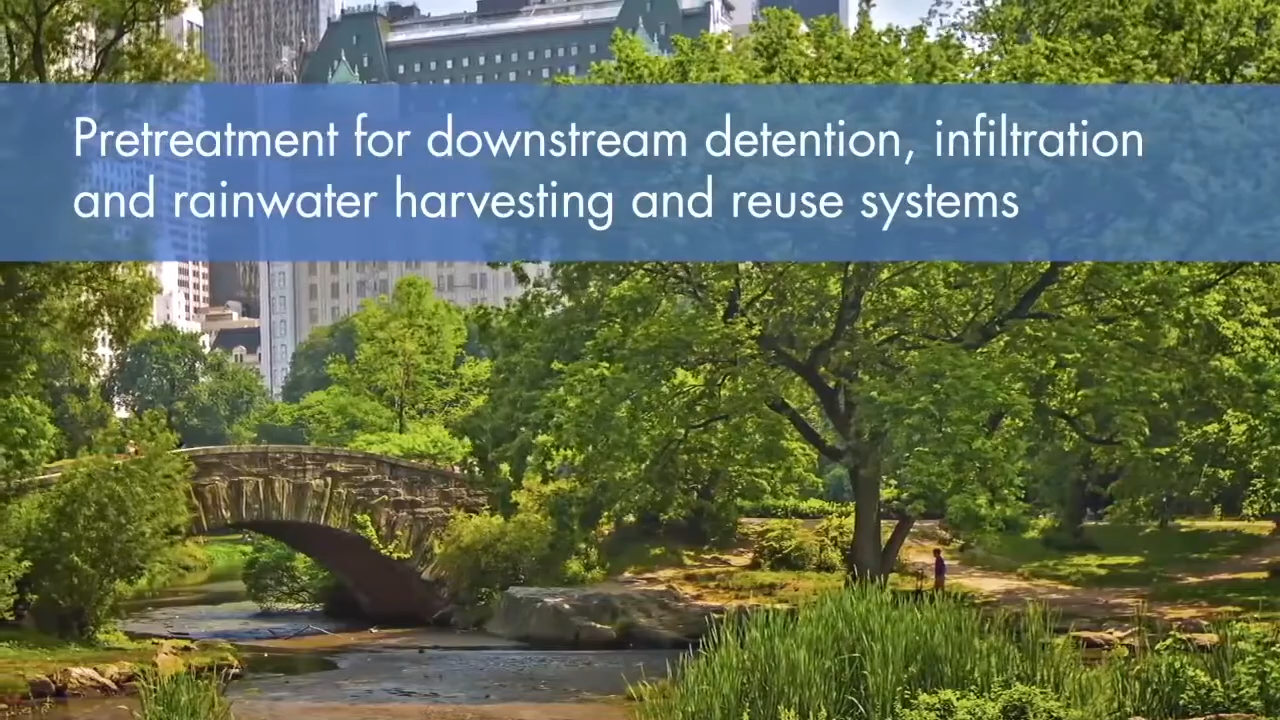 Pretreatment for downstream detention, infiltration
and rainwater harvesting and reuse systems